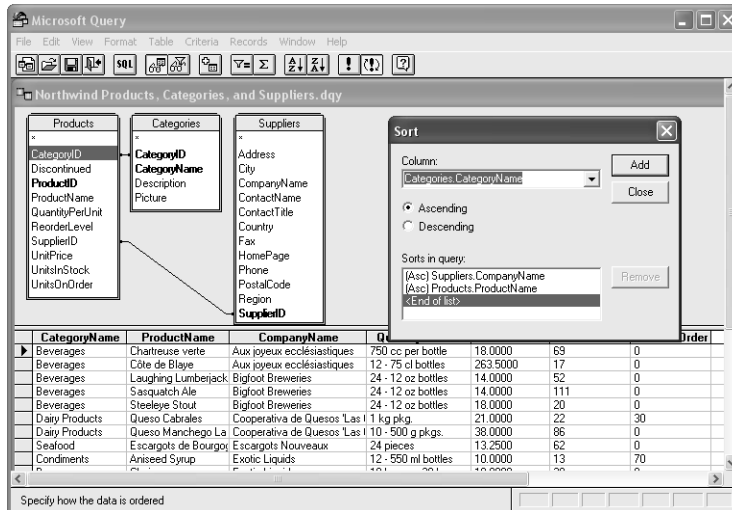 Microsoft Query
File Edit View Format Table Criteria Records Window Help
SQL
Northwind Products, Categories, and Suppliers.dqy
Products
*
CategoryID
Discontinued
ProductID
ProductName
QuantityPerUnit
ReorderLevel
SupplierID
UnitPrice
UnitsInStock
UnitsOnOrder
Categories
*
CategoryID
CategoryName
Description
Picture
Suppliers
*
Address
City
CompanyName
ContactName
ContactTitle
Country
Fax
HomePage
Phone
PostalCode
Region
SupplierID
Sort
Column:
Categories.CategoryName
Add
Close
Ascending
Descending
Sorts in query:
(Asc) Suppliers.CompanyName
(Asc) Products.ProductName
<End of list>
Remove
CategoryName ProductName CompanyName Qu Order
Beverages Chartreuse verte Aux joyeux ecclésiastiques 750 cc per bottle 18.0000 69 0
Beverages Côte de Blaye Aux joyeux ecclésiastiques 12 - 75 cl bottles 263.5000 17 0
Beverages Laughing Lumberjack Bigfoot Breweries 24 - 12 oz bottles 14.0000 52 0
Beverages Sasquatch Ale Bigfoot Breweries 24 - 12 oz bottles 14.0000 111 0
Beverages Steeleye Stout Bigfoot Breweries 24 - 12 oz bottles 18.0000 20 0
Dairy Products Queso Cabrales Cooperativa de Quesos 'Las 1 kg pkg. 21.0000 22 30
Dairy Products Queso Manchego La Cooperativa de Quesos 'Las 10 - 500 g pkgs. 38.0000 86 0
Seafood Escargots de Bourgog Escargots Nouveaux 24 pieces 13.2500 62 0
Condiments Aniseed Syrup Exotic Liquids 12 - 550 ml bottles 10.0000 13 70
Specify how the data is ordered